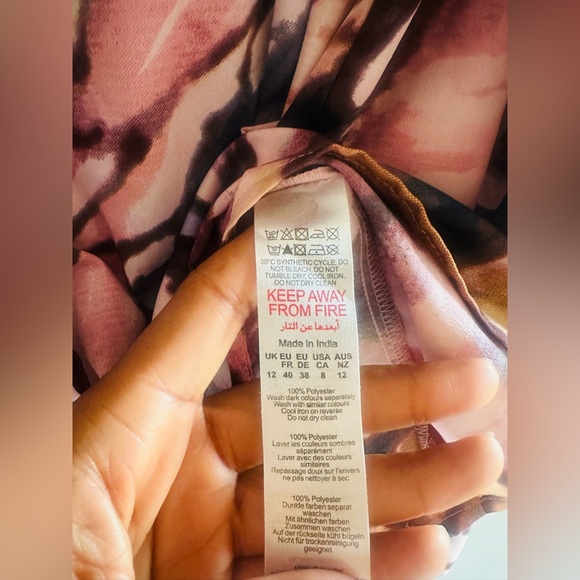 30°C SYNTHETIC CYCLE, DO
NOT BLEACH, DO NOT
TUMBLE DRY, COOL IRON,
DO NOT DRY CLEAN
KEEP AWAY
FROM FIRE
أبعدها عن النار
Made in India
UK EU EU USA AUS
FR DE CA NZ
12 40 38 8 12
100% Polyester
Wash dark colours separately
Wash with similar colours
Cool iron on reverse
Do not dry clean
100% Polyester
Laver les couleurs sombres
séparément
Laver avec des couleurs
similaires
Repassage doux sur l'envers
ne pas nettoyer à sec
100% Polyester
Dunkle farben separat
waschen
Mit ähnlichen farben
Zusammen waschen
Auf der rückseite kühl bügeln
Nicht für trockenreinigung
geeignet